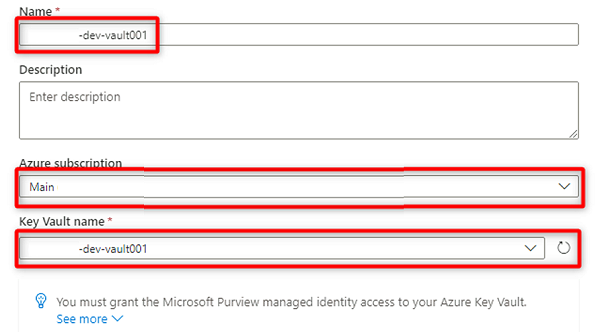 Name *
-dev-vault001
Description
Enter description
Azure subscription
Main
Key Vault name *
-dev-vault001
You must grant the Microsoft Purview managed identity access to your Azure Key Vault.
See more